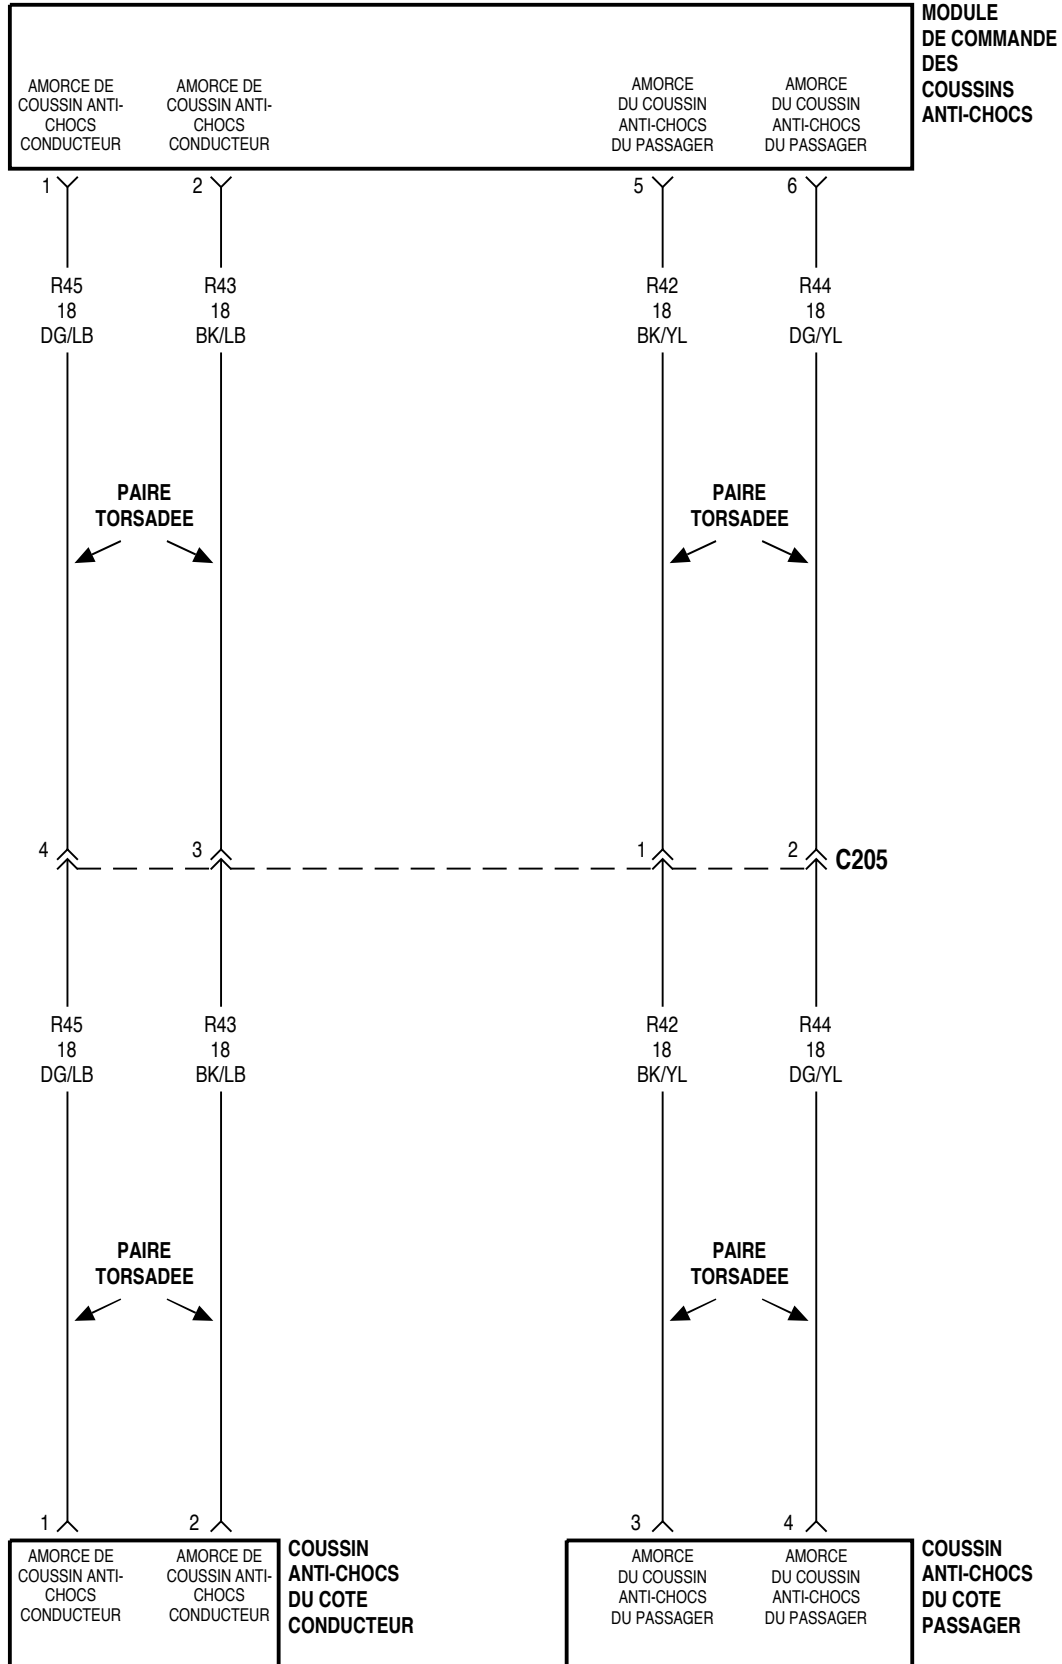 MODULE
DE COMMANDE
DES
COUSSINS
ANTI-CHOCS
AMORCE DE
COUSSIN ANTI-
CHOCS
CONDUCTEUR
AMORCE DE
COUSSIN ANTI-
CHOCS
CONDUCTEUR
AMORCE
DU COUSSIN
ANTI-CHOCS
DU PASSAGER
AMORCE
DU COUSSIN
ANTI-CHOCS
DU PASSAGER
1
2
5
6
R45
18
DG/LB
R43
18
BK/LB
R42
18
BK/YL
R44
18
DG/YL
PAIRE
TORSADEE
PAIRE
TORSADEE
4
3
1
2
C205
R45
18
DG/LB
R43
18
BK/LB
R42
18
BK/YL
R44
18
DG/YL
PAIRE
TORSADEE
PAIRE
TORSADEE
1
2
3
4
AMORCE DE
COUSSIN ANTI-
CHOCS
CONDUCTEUR
AMORCE DE
COUSSIN ANTI-
CHOCS
CONDUCTEUR
COUSSIN
ANTI-CHOCS
DU COTE
CONDUCTEUR
AMORCE
DU COUSSIN
ANTI-CHOCS
DU PASSAGER
AMORCE
DU COUSSIN
ANTI-CHOCS
DU PASSAGER
COUSSIN
ANTI-CHOCS
DU COTE
PASSAGER